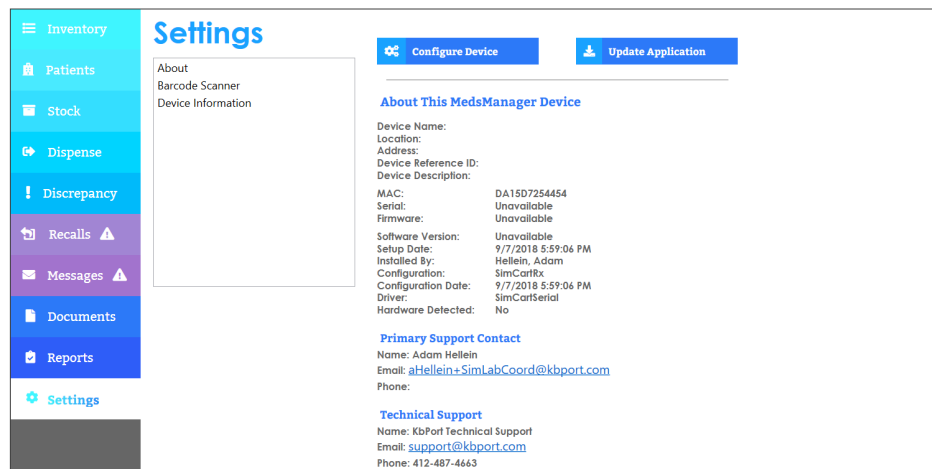 Inventory
Patients
Stock
Dispense
Discrepancy
Recalls
Messages
Documents
Reports
Settings
Settings
About
Barcode Scanner
Device Information
Configure Device
Update Application
About This MedsManager Device
Device Name:
Location:
Address:
Device Reference ID:
Device Description:
MAC: DA15D7254454
Serial: Unavailable
Firmware: Unavailable
Software Version: Unavailable
Setup Date: 9/7/2018 5:59:06 PM
Installed By: Hellein, Adam
Configuration: SimCartRx
Configuration Date: 9/7/2018 5:59:06 PM
Driver: SimCartSerial
Hardware Detected: No
Primary Support Contact
Name: Adam Hellein
Email: aHellein+SimLabCoord@kbport.com
Phone:
Technical Support
Name: KbPort Technical Support
Email: support@kbport.com
Phone: 412-487-4663